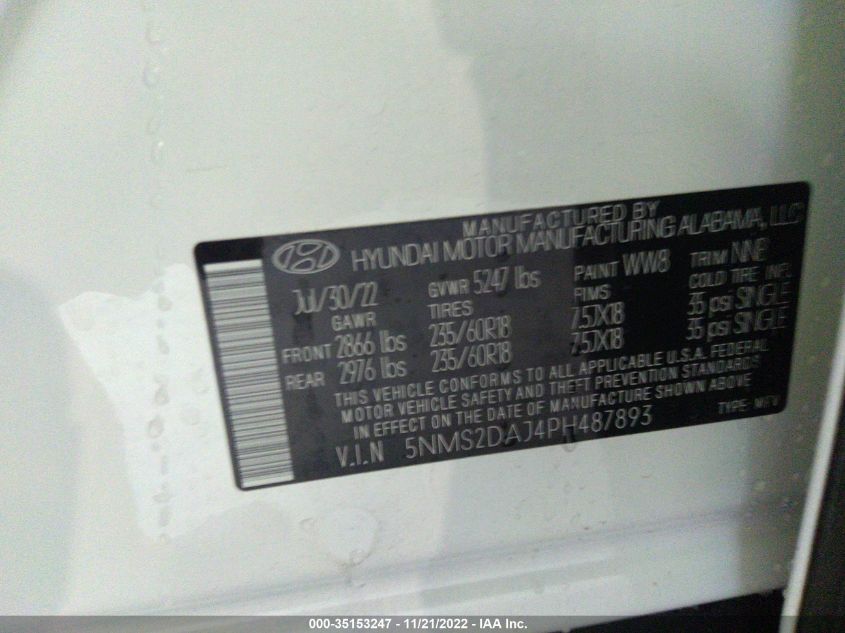 MANUFACTURED BY
HYUNDAI MOTOR MANUFACTURING ALABAMA, LLC
JUL/30/22 GVWR 5247 lbs PAINT WW8 TRIM NNB
GAWR TIRES RIMS COLD TIRE INFL
FRONT 2866 lbs 235/60R18 7.5JX18 35 psi SINGLE
REAR 2976 lbs 235/60R18 7.5JX18 35 psi SINGLE
THIS VEHICLE CONFORMS TO ALL APPLICABLE U.S.A. FEDERAL
MOTOR VEHICLE SAFETY AND THEFT PREVENTION STANDARDS
IN EFFECT ON THE DATE OF MANUFACTURE SHOWN ABOVE
V.I.N 5NMS2DAJ4PH487893 TYPE: MPV
000-35153247 - 11/21/2022 - IAA Inc.